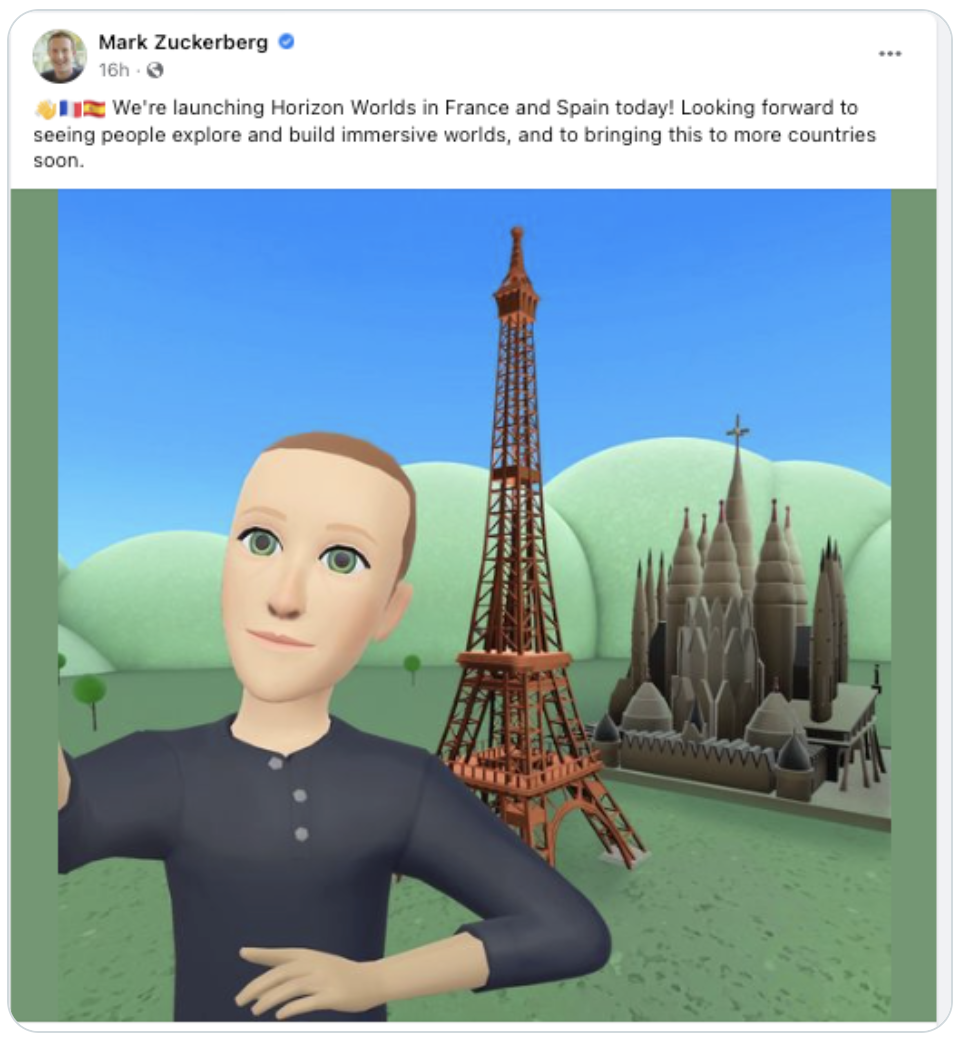 Mark Zuckerberg
16h ·
👋🇫🇷🇪🇸 We're launching Horizon Worlds in France and Spain today! Looking forward to
seeing people explore and build immersive worlds, and to bringing this to more countries
soon.